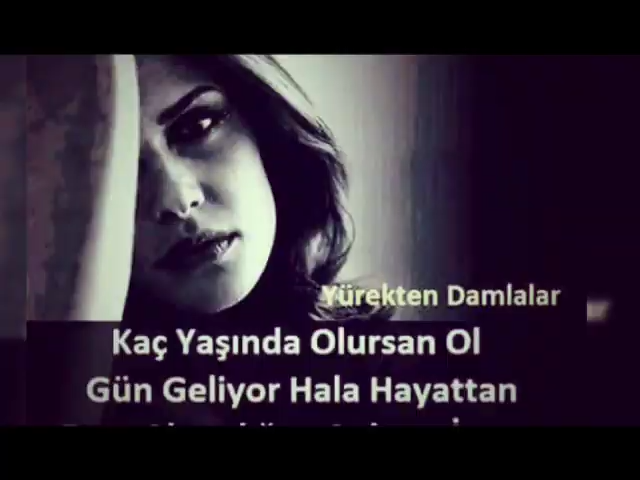 Yürekten Damlalar
Kaç Yaşında Olursan Ol
Gün Geliyor Hala Hayattan